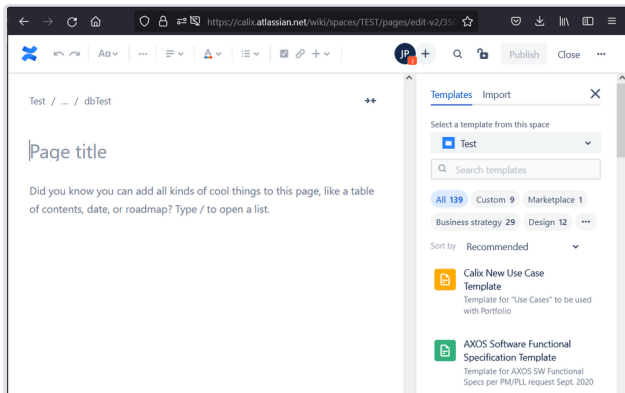 https://calix.atlassian.net/wiki/spaces/TEST/pages/edit-v2/35
Aa
JP
J
Publish
Close
Test / ... / dbTest
Page title
Did you know you can add all kinds of cool things to this page, like a table
of contents, date, or roadmap? Type / to open a list.
Templates Import
Select a template from this space
Test
Search templates
All 139 Custom 9 Marketplace 1
Business strategy 29 Design 12 •••
Sort by Recommended
Calix New Use Case
Template
Template for "Use Cases" to be used
with Portfolio
AXOS Software Functional
Specification Template
Template for AXOS SW Functional
Specs per PM/PLL request Sept. 2020